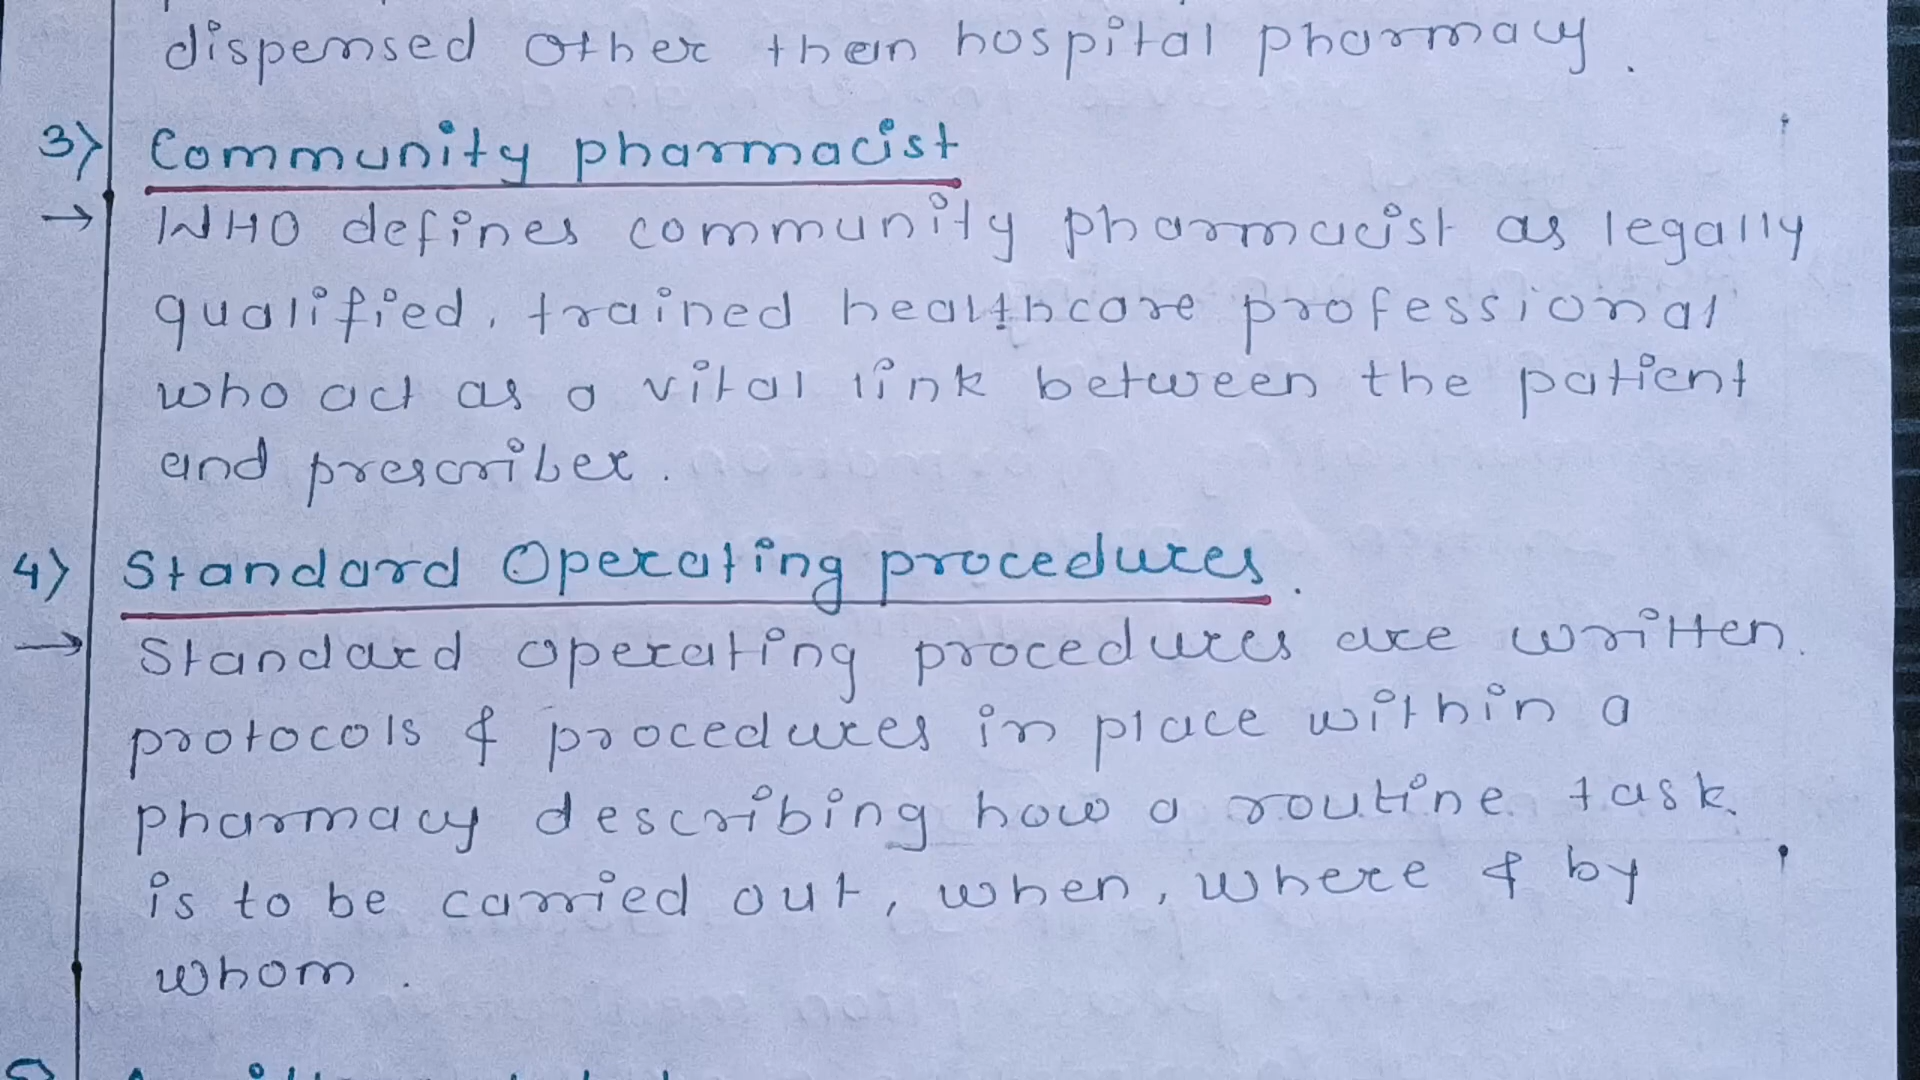 dispensed other than hospital pharmacy.
3) Community pharmacist
→ WHO defines community pharmacist as legally
qualified, trained healthcare professional
who act as a vital link between the patient
and prescriber.
4) Standard Operating procedures.
→ Standard operating procedures are written
protocols & procedures in place within a
pharmacy describing how a routine task
is to be carried out, when, where & by
whom.